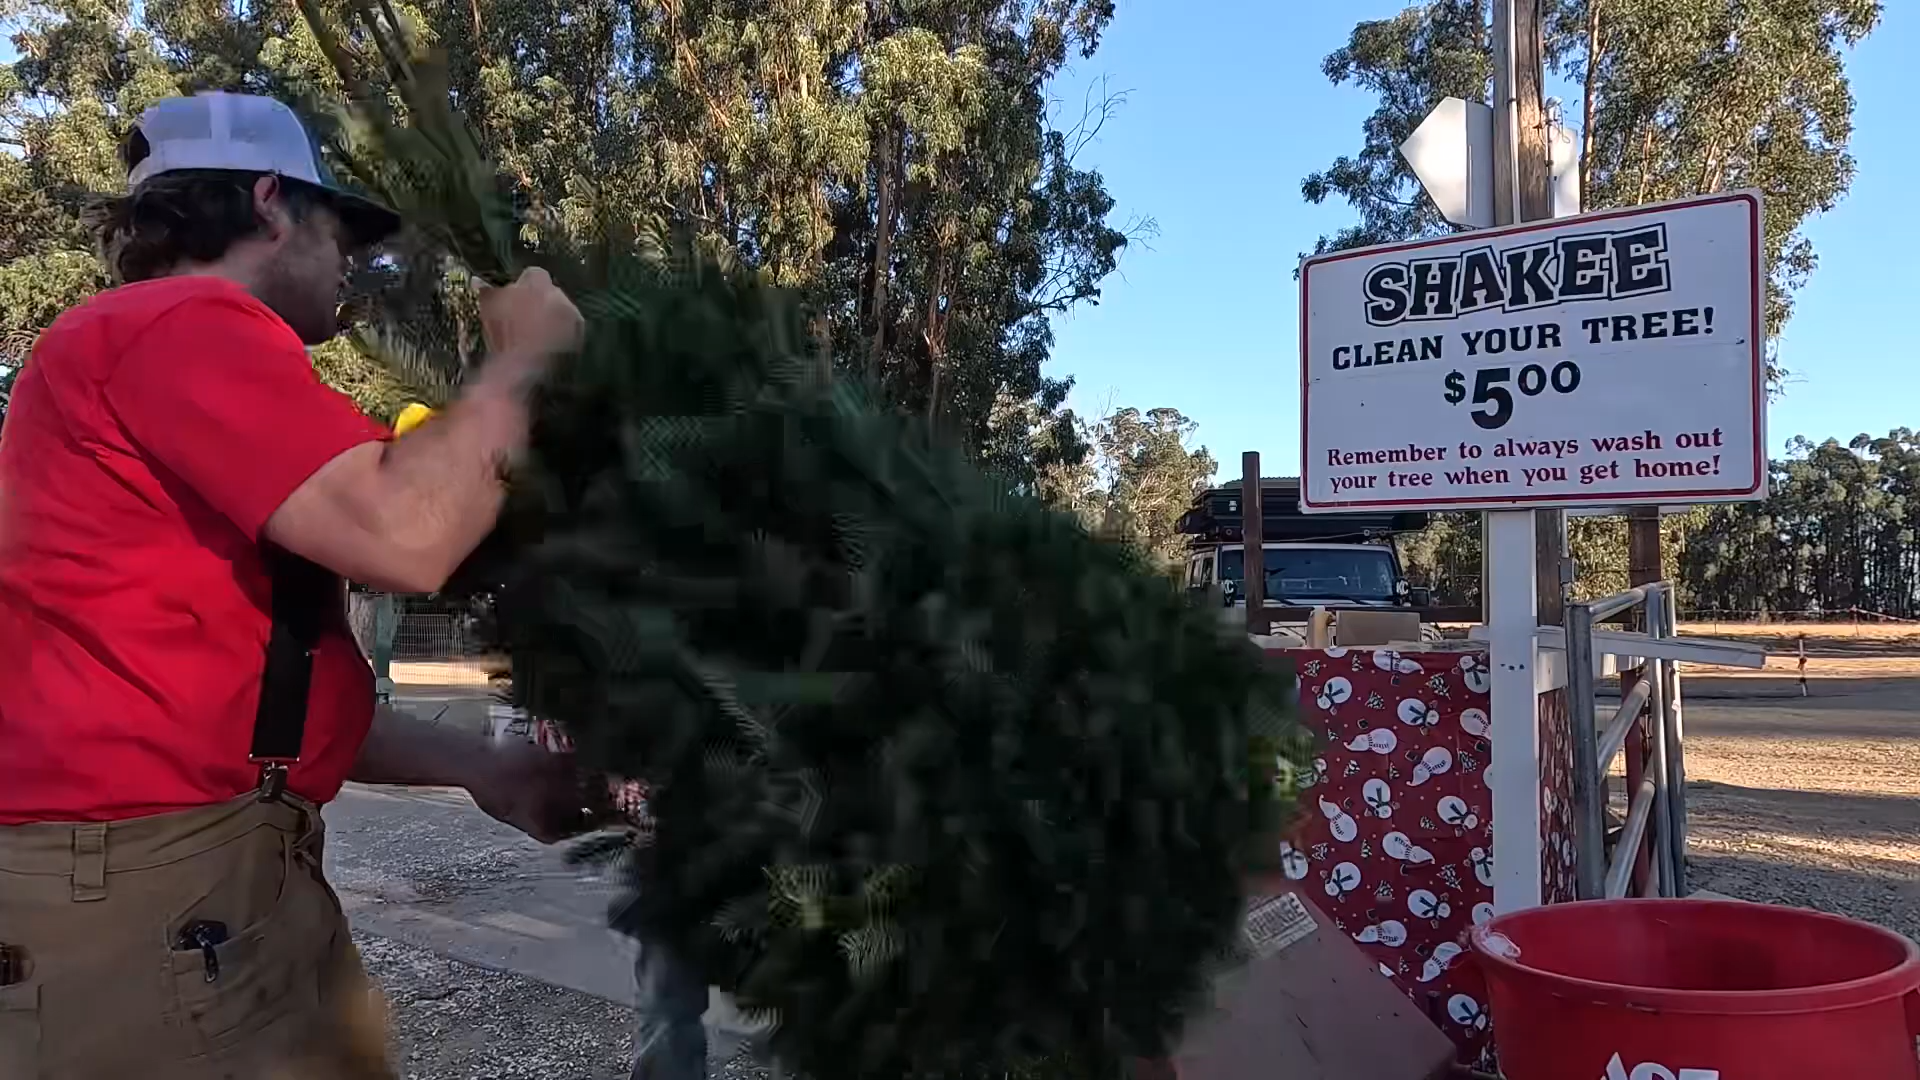 SHAKEE
CLEAN YOUR TREE!
$5.00
Remember to always wash out
your tree when you get home!